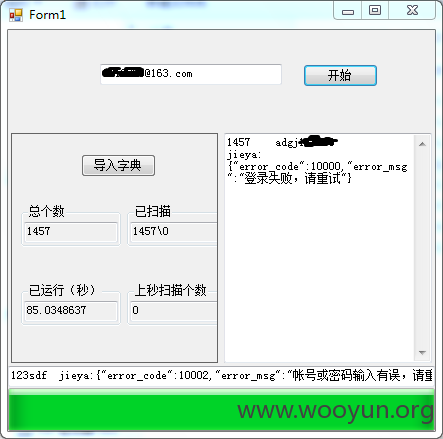 Form1
@163.com
开始
导入字典
总个数
已扫描
1457
1457\0
已运行（秒）
上秒扫描个数
85.0348637
0
1457 adgj
jieya:
{"error_code":10000,"error_msg
":"登录失败，请重试"}
123sdf jieya:{"error_code":10002,"error_msg":"帐号或密码输入有误，请重
www.wooyun.org